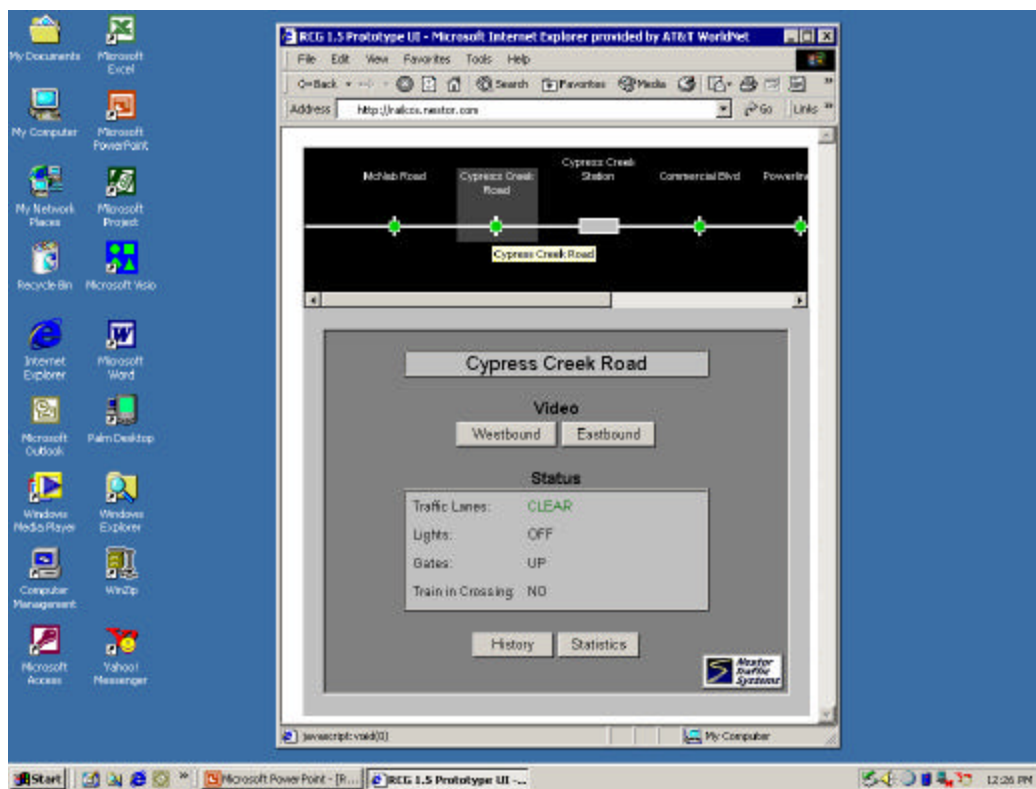 My Documents
Microsoft
Excel
My Computer
Microsoft
PowerPoint
My Network
Places
Microsoft
Project
Recycle Bin
Microsoft Visio
Internet
Explorer
Microsoft
Word
Microsoft
Outlook
Palm Desktop
Windows
Media Player
Windows
Explorer
Computer
Management
WinZip
Microsoft
Access
Yahoo!
Messenger
RCG 1.5 Prototype UI - Microsoft Internet Explorer provided by AT&T WorldNet
File Edit View Favorites Tools Help
Back Search Favorites Media
Address http://railcos.nestor.com Go Links
McNab Road
Cypress Creek
Road
Cypress Creek
Station
Commercial Blvd
Powerline
Cypress Creek Road
Cypress Creek Road
Video
Westbound Eastbound
Status
Traffic Lanes: CLEAR
Lights: OFF
Gates: UP
Train in Crossing: NO
History Statistics
Nestor
Traffic
Systems
javascript:void(0) My Computer
Start Microsoft PowerPoint - [R... RCG 1.5 Prototype UI -... 12:26 PM